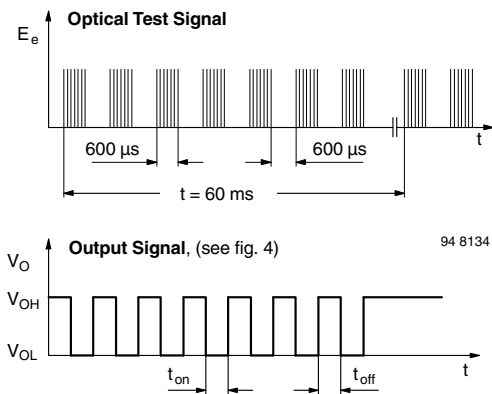 Optical Test Signal
E_e
600 µs
600 µs
t
t = 60 ms
Output Signal, (see fig. 4)
94 8134
V_O
V_OH
V_OL
t_on
t_off
t